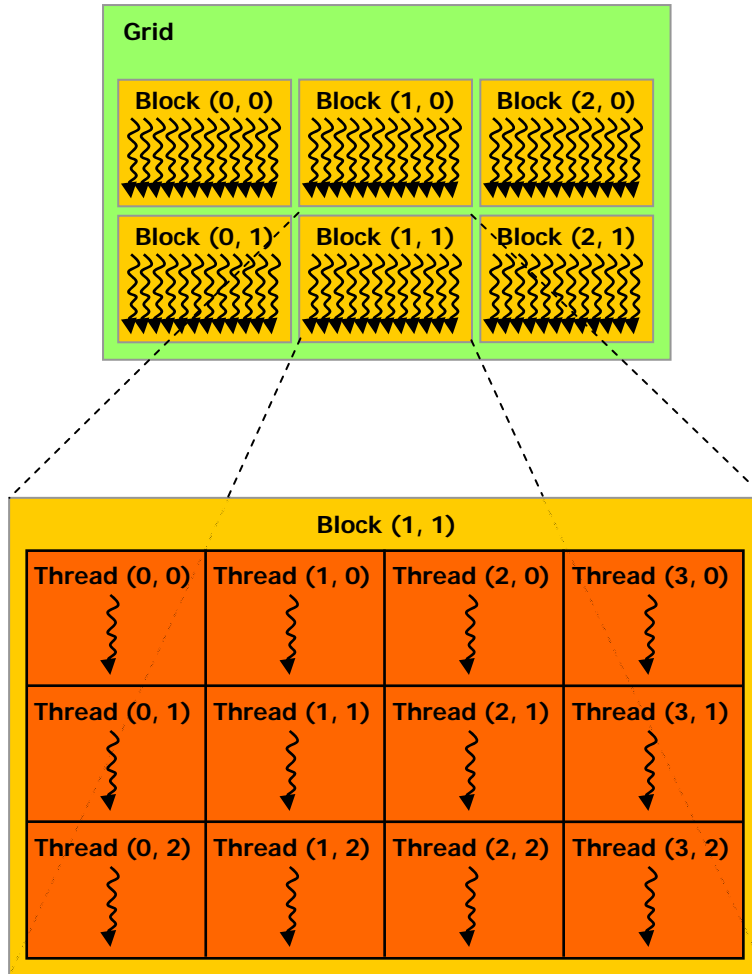 Grid
Block (0, 0) Block (1, 0) Block (2, 0)
Block (0, 1) Block (1, 1) Block (2, 1)
Block (1, 1)
Thread (0, 0) Thread (1, 0) Thread (2, 0) Thread (3, 0)
Thread (0, 1) Thread (1, 1) Thread (2, 1) Thread (3, 1)
Thread (0, 2) Thread (1, 2) Thread (2, 2) Thread (3, 2)